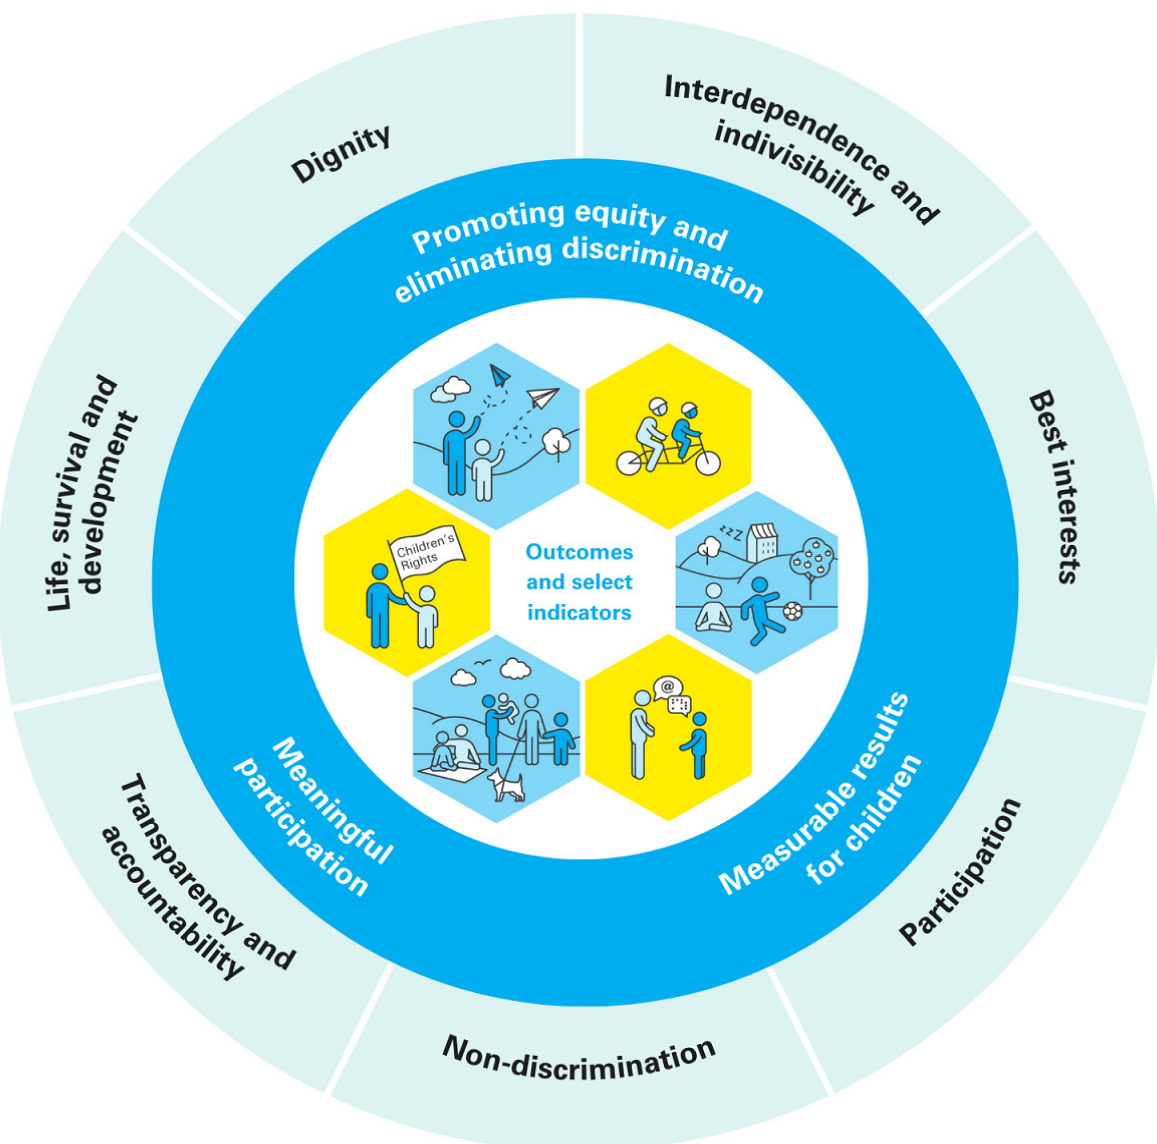 Dignity
Interdependence and
indivisibility
Best interests
Participation
Non-discrimination
Transparency and
accountability
Life, survival and
development
Promoting equity and
eliminating discrimination
Measurable results
for children
Meaningful
participation
Children's
Rights
zzZ
@
Outcomes
and select
indicators